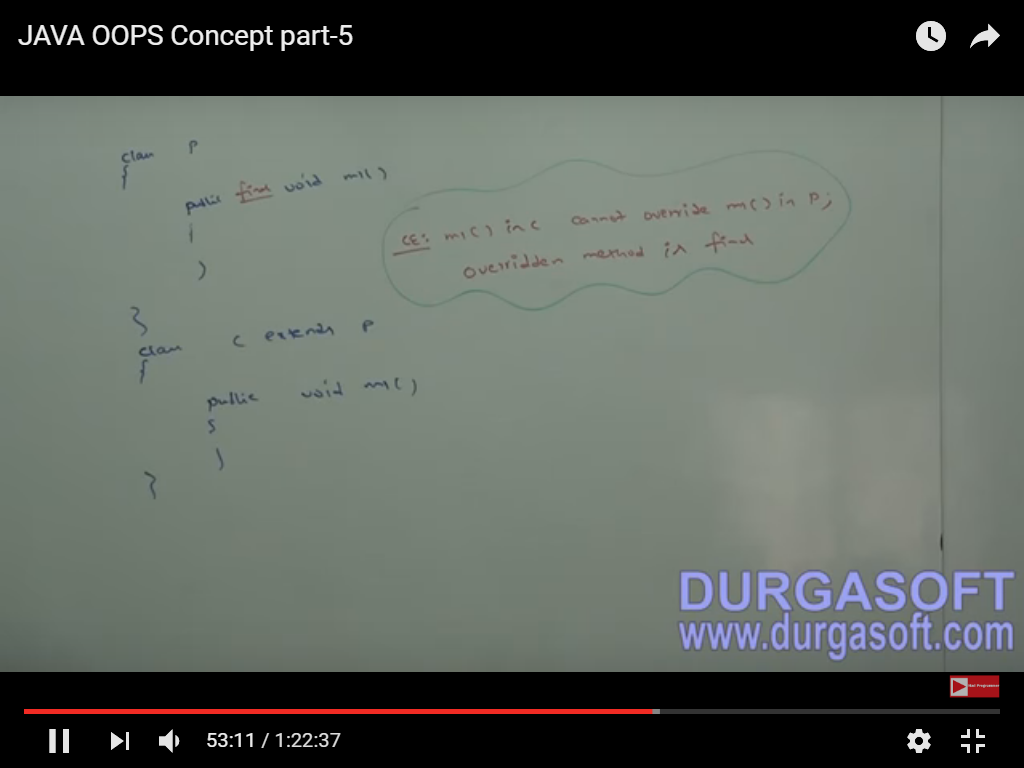 JAVA OOPS Concept part-5
class P
{
public final void m1()
{
}
}
CE: m1() in C cannot override m1() in P;
overridden method is final
class C extends P
{
public void m1()
{
}
}
DURGASOFT
www.durgasoft.com
53:11 / 1:22:37